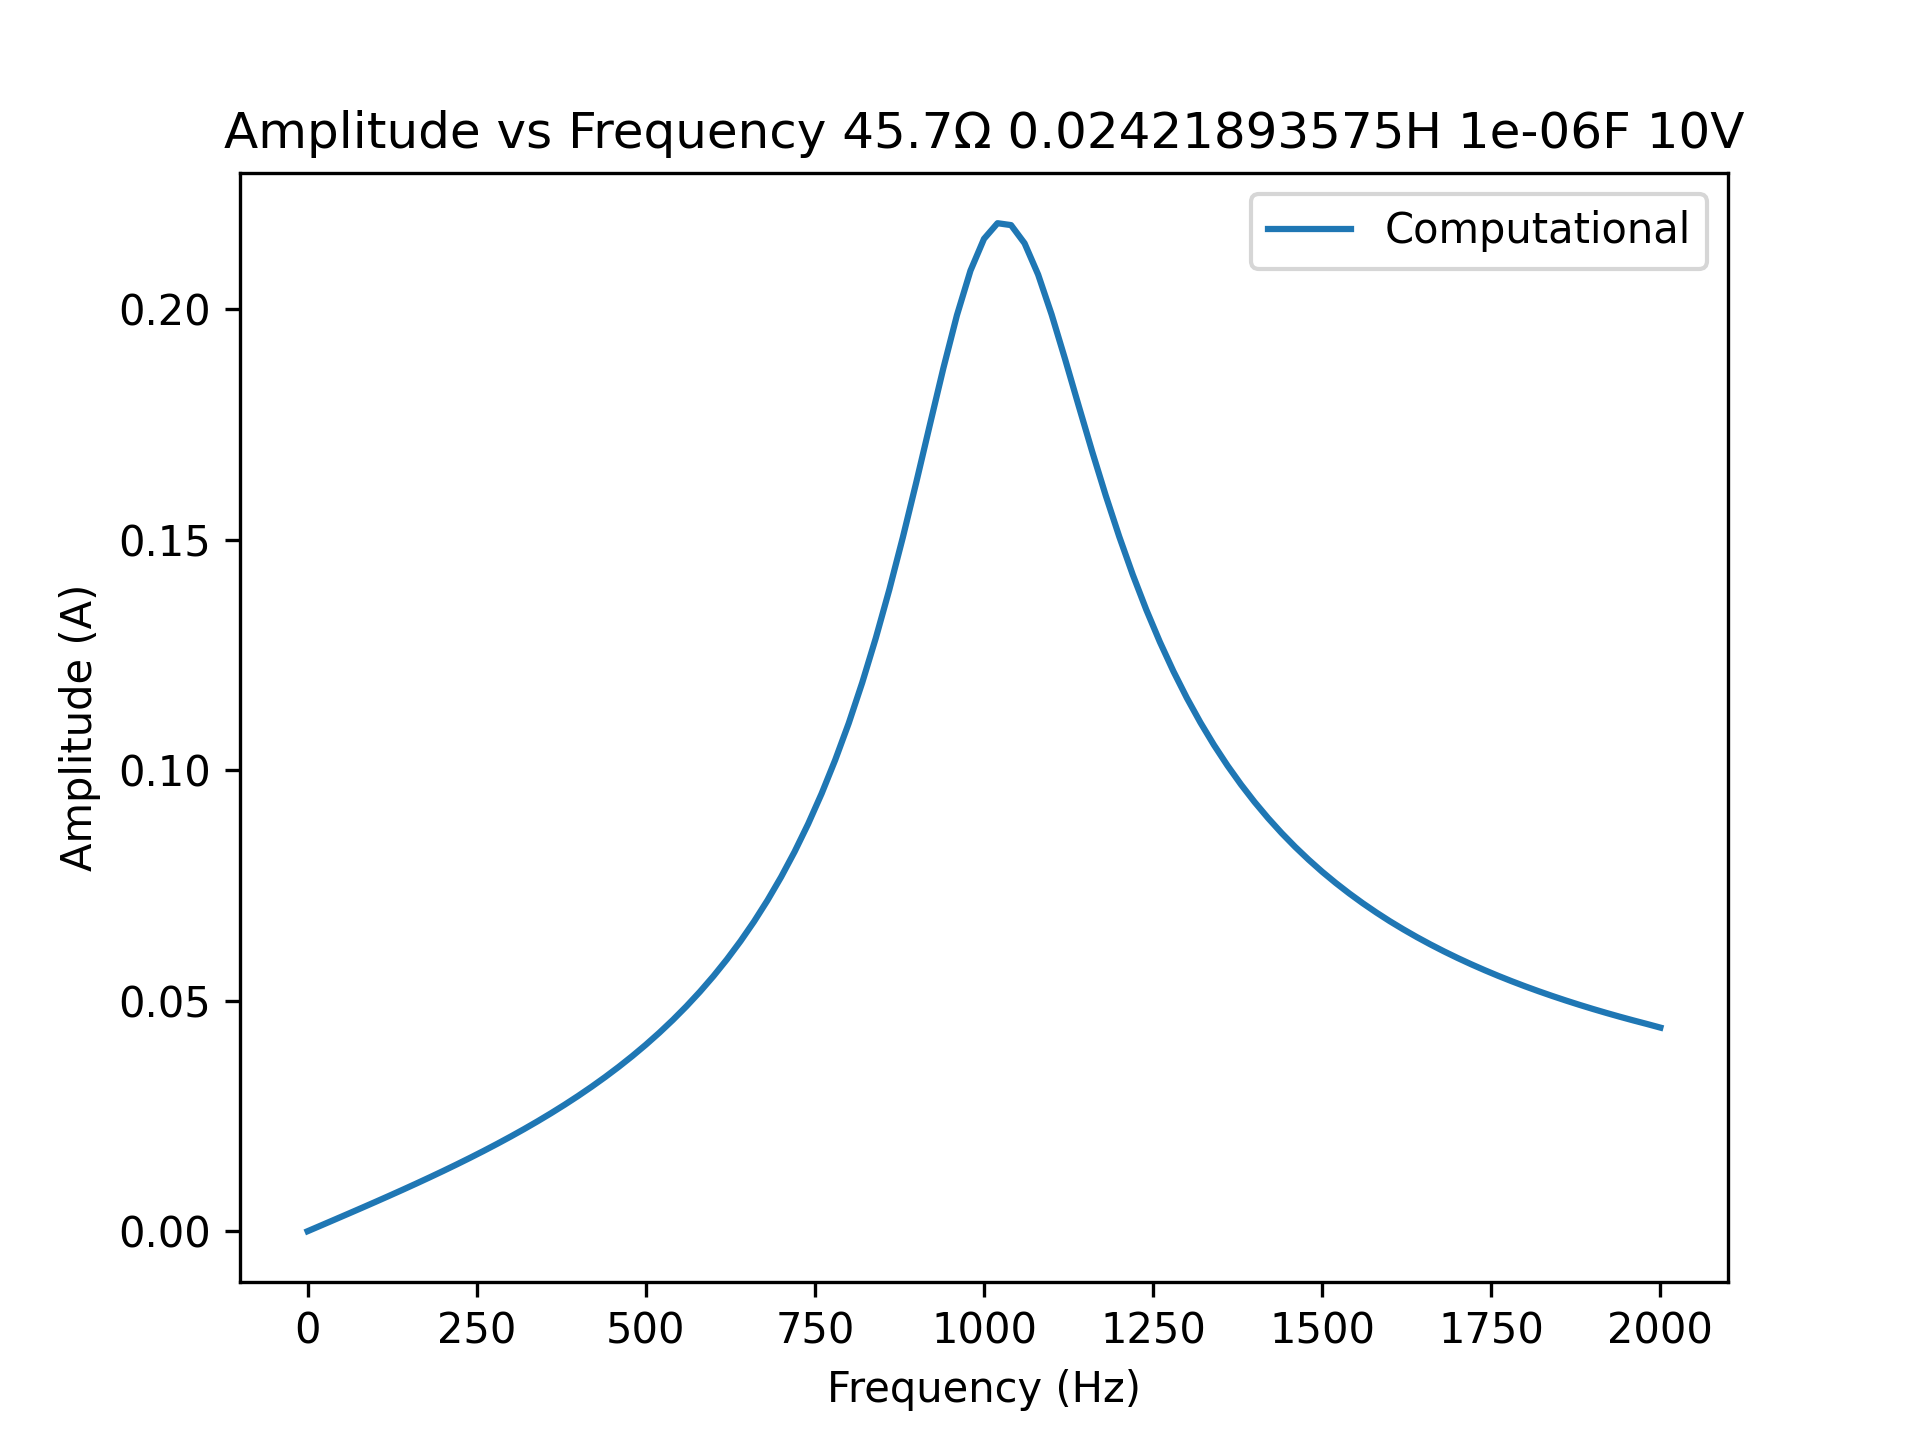 Amplitude vs Frequency 45.7Ω 0.02421893575H 1e-06F 10V
Computational
0.20
0.15
0.10
0.05
0.00
Amplitude (A)
0 250 500 750 1000 1250 1500 1750 2000
Frequency (Hz)